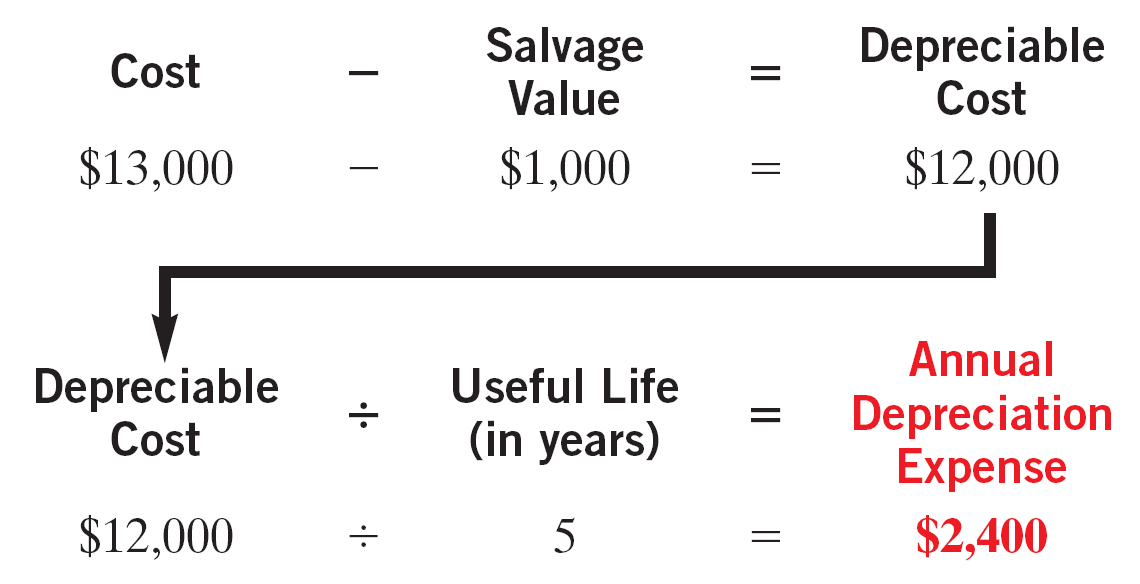 Cost − Salvage Value = Depreciable Cost
$13,000 − $1,000 = $12,000
Depreciable Cost ÷ Useful Life (in years) = Annual Depreciation Expense
$12,000 ÷ 5 = $2,400